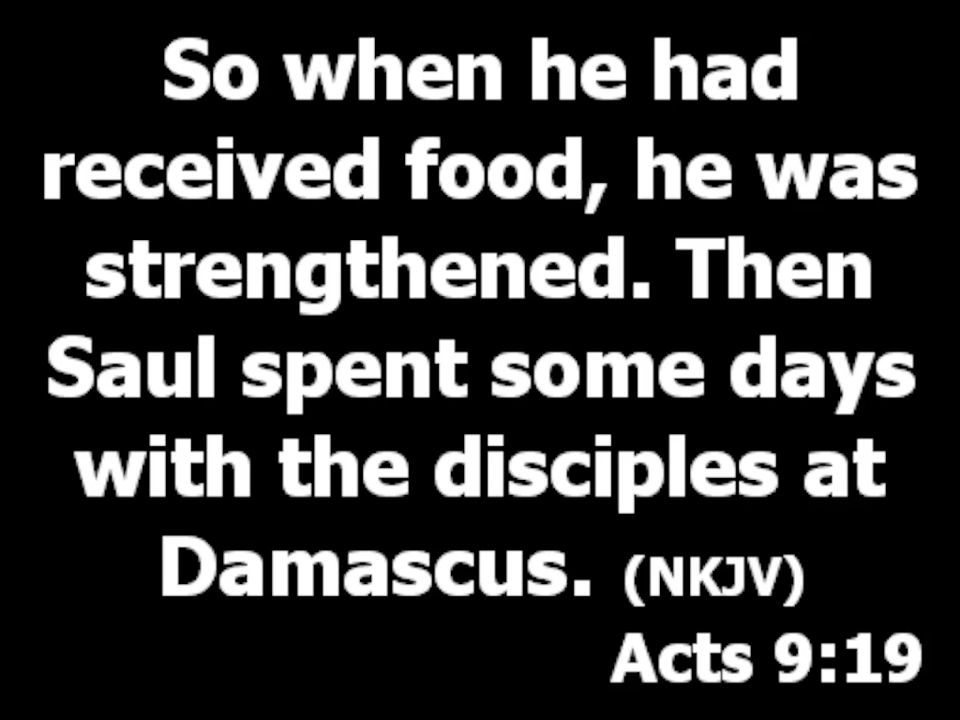 So when he had
received food, he was
strengthened. Then
Saul spent some days
with the disciples at
Damascus. (NKJV)
Acts 9:19